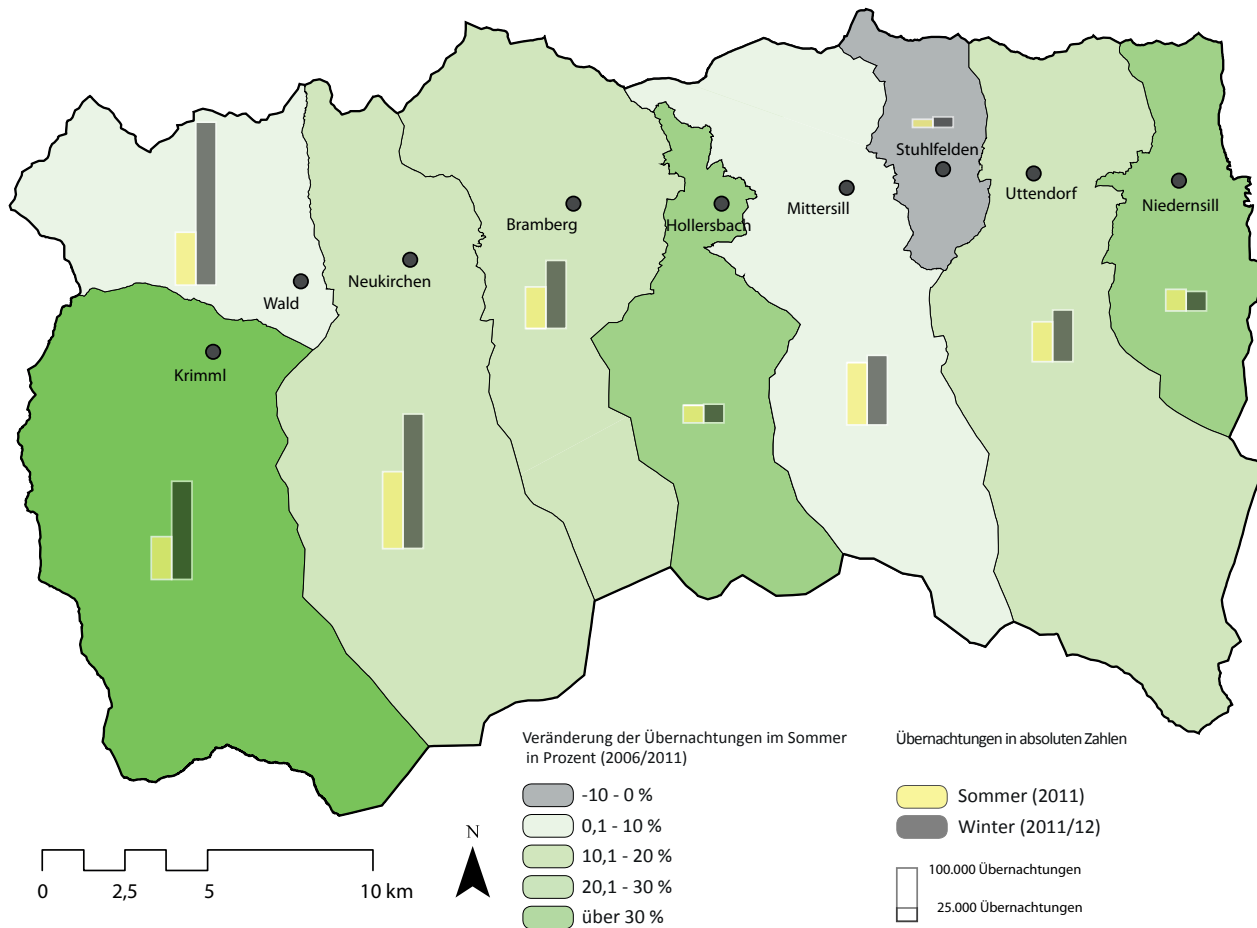 Stuhlfelden
Uttendorf
Mittersill
Niedernsill
Bramberg
Hollersbach
Neukirchen
Wald
Krimml
Veränderung der Übernachtungen im Sommer
in Prozent (2006/2011)
-10 - 0 %
0,1 - 10 %
10,1 - 20 %
20,1 - 30 %
über 30 %
Übernachtungen in absoluten Zahlen
Sommer (2011)
Winter (2011/12)
100.000 Übernachtungen
25.000 Übernachtungen
N
0 2,5 5 10 km